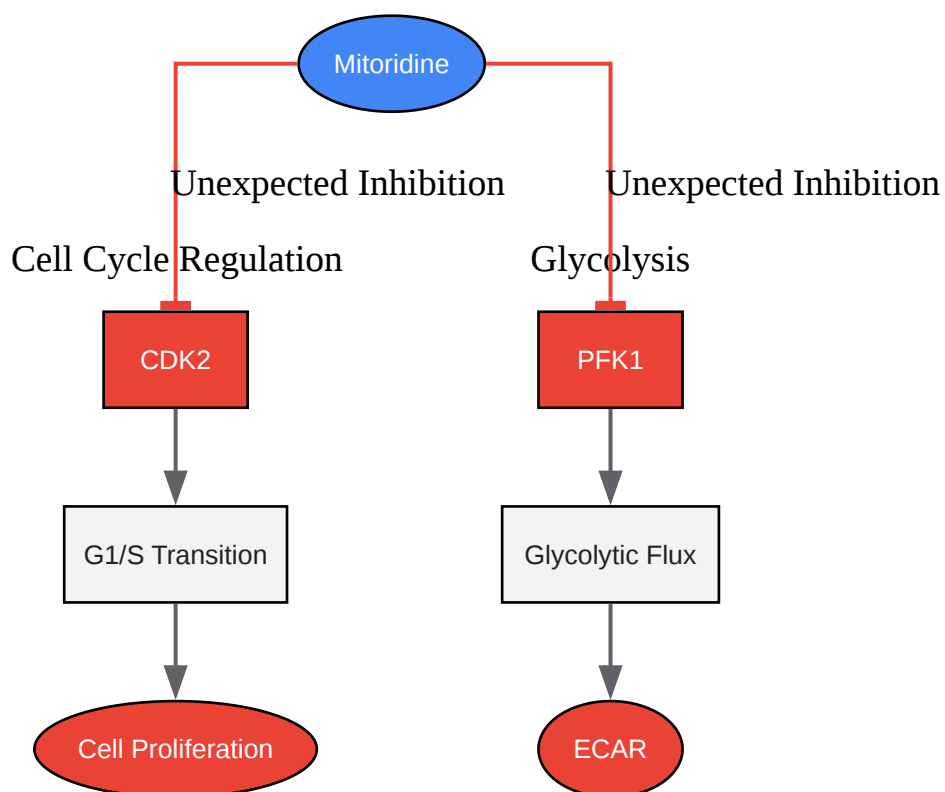 Mitoridine
Unexpected Inhibition
Unexpected Inhibition
Cell Cycle Regulation
Glycolysis
CDK2
PFK1
G1/S Transition
Glycolytic Flux
Cell Proliferation
ECAR